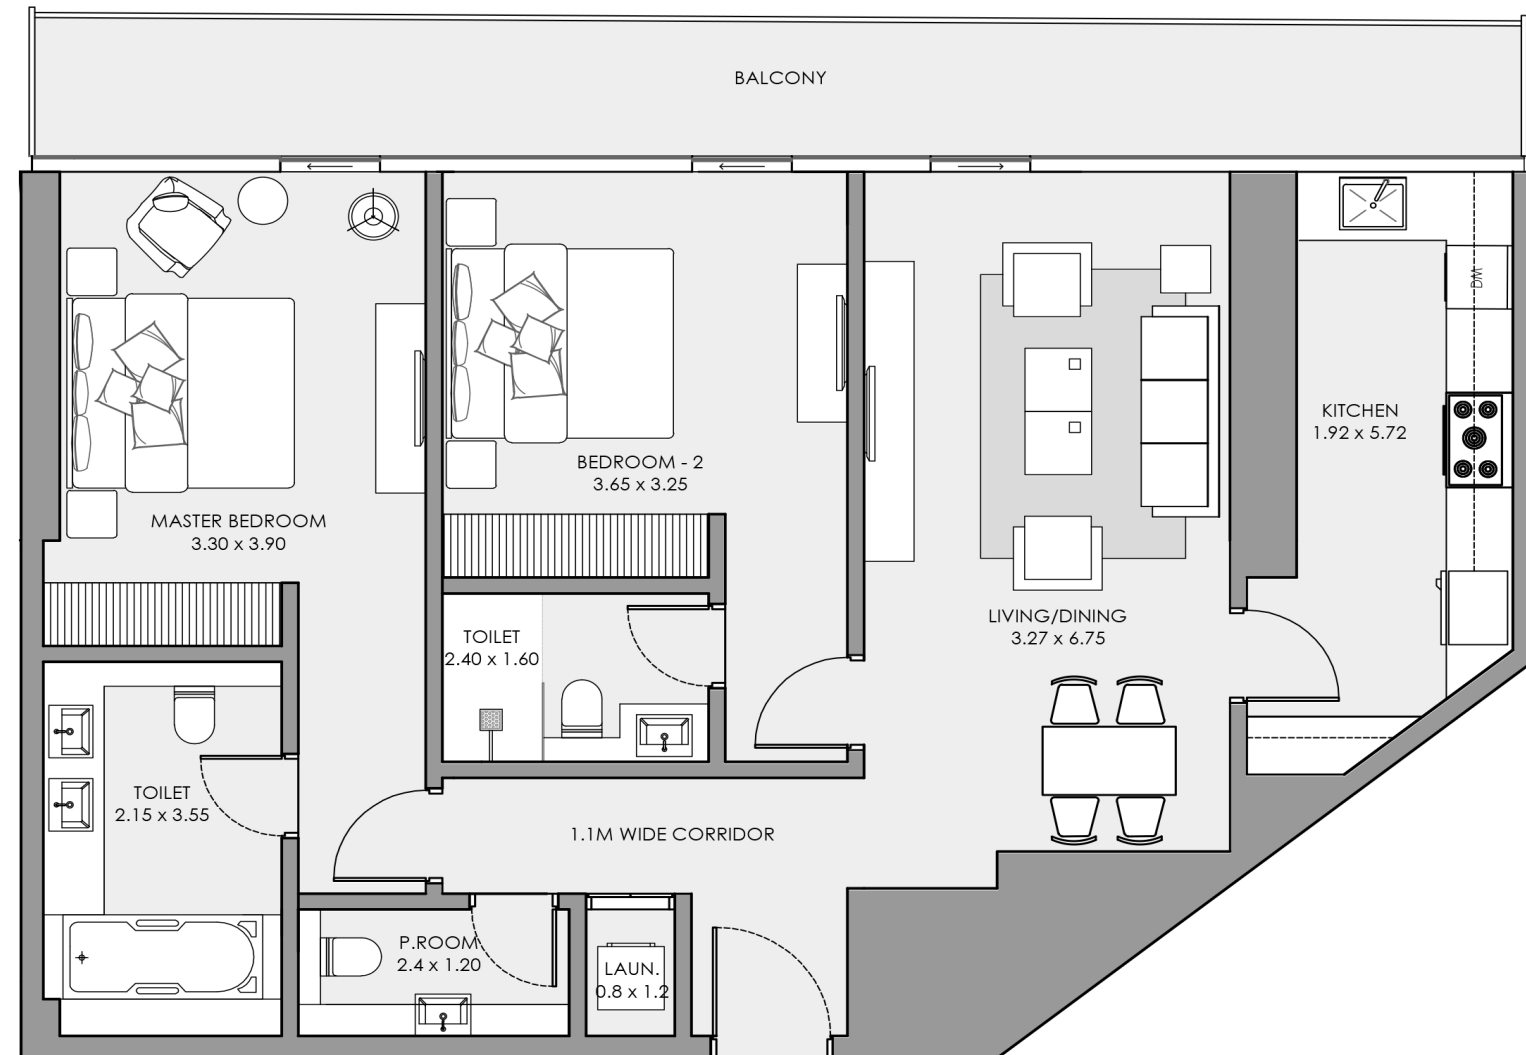 BALCONY
KITCHEN
1.92 x 5.72
DW
BEDROOM - 2
3.65 x 3.25
MASTER BEDROOM
3.30 x 3.90
LIVING/DINING
3.27 x 6.75
TOILET
2.40 x 1.60
TOILET
2.15 x 3.55
1.1M WIDE CORRIDOR
P.ROOM
2.4 x 1.20
LAUN.
0.8 x 1.2